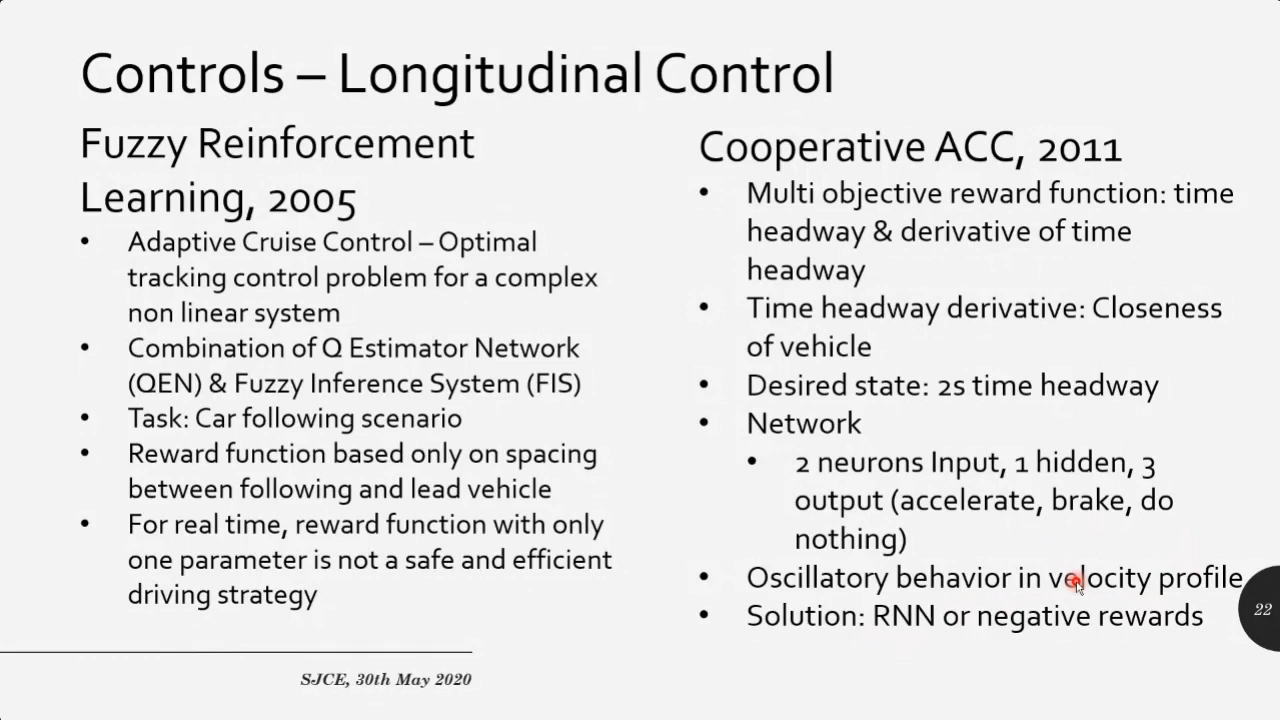 Controls – Longitudinal Control
Fuzzy Reinforcement
Learning, 2005
• Adaptive Cruise Control – Optimal
tracking control problem for a complex
non linear system
• Combination of Q Estimator Network
(QEN) & Fuzzy Inference System (FIS)
• Task: Car following scenario
• Reward function based only on spacing
between following and lead vehicle
• For real time, reward function with only
one parameter is not a safe and efficient
driving strategy
Cooperative ACC, 2011
• Multi objective reward function: time
headway & derivative of time
headway
• Time headway derivative: Closeness
of vehicle
• Desired state: 2s time headway
• Network
• 2 neurons Input, 1 hidden, 3
output (accelerate, brake, do
nothing)
• Oscillatory behavior in velocity profile
• Solution: RNN or negative rewards
22
SJCE, 30th May 2020